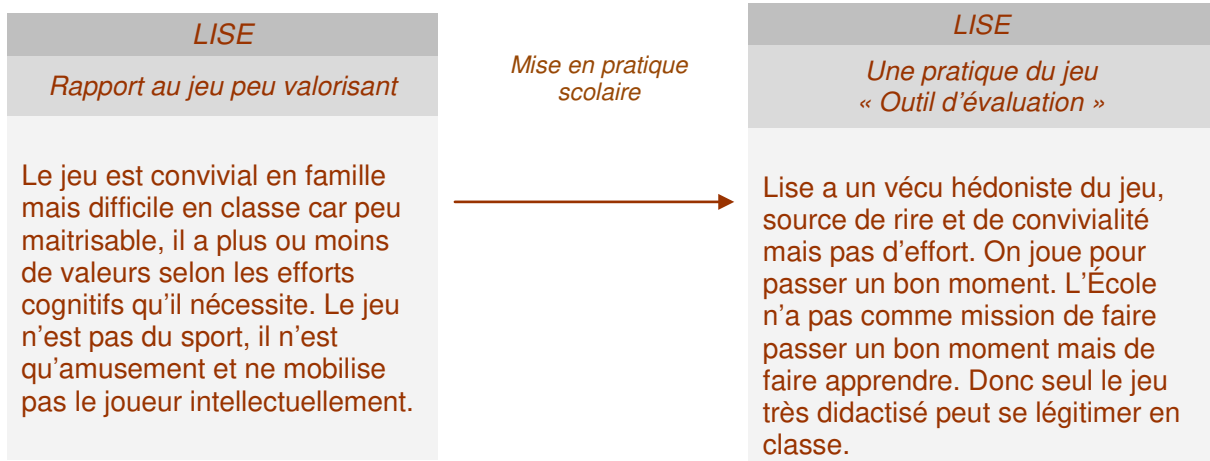 LISE
Rapport au jeu peu valorisant
Le jeu est convivial en famille
mais difficile en classe car peu
maitrisable, il a plus ou moins
de valeurs selon les efforts
cognitifs qu'il nécessite. Le jeu
n'est pas du sport, il n'est
qu'amusement et ne mobilise
pas le joueur intellectuellement.
Mise en pratique
scolaire
LISE
Une pratique du jeu
« Outil d'évaluation »
Lise a un vécu hédoniste du jeu,
source de rire et de convivialité
mais pas d'effort. On joue pour
passer un bon moment. L'École
n'a pas comme mission de faire
passer un bon moment mais de
faire apprendre. Donc seul le jeu
très didactisé peut se légitimer en
classe.